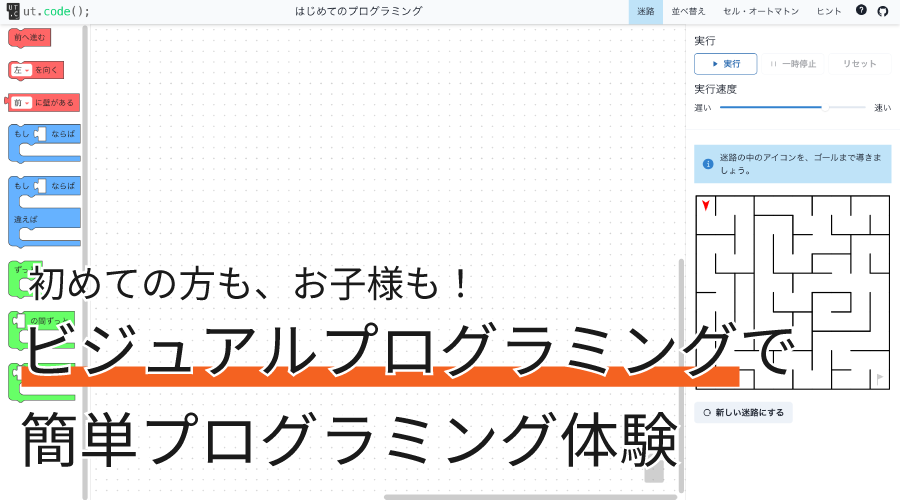 UT.C
ut.code();
はじめてのプログラミング
迷路
並べ替え
セル・オートマトン
ヒント
前へ進む
左 を向く
前 に壁がある
もし ならば
もし ならば
違えば
ずっ
の間ずっと
実行
実行
一時停止
リセット
実行速度
遅い
速い
迷路の中のアイコンを、ゴールまで導きま
しょう。
新しい迷路にする
初めての方も、お子様も！
ビジュアルプログラミングで
簡単プログラミング体験